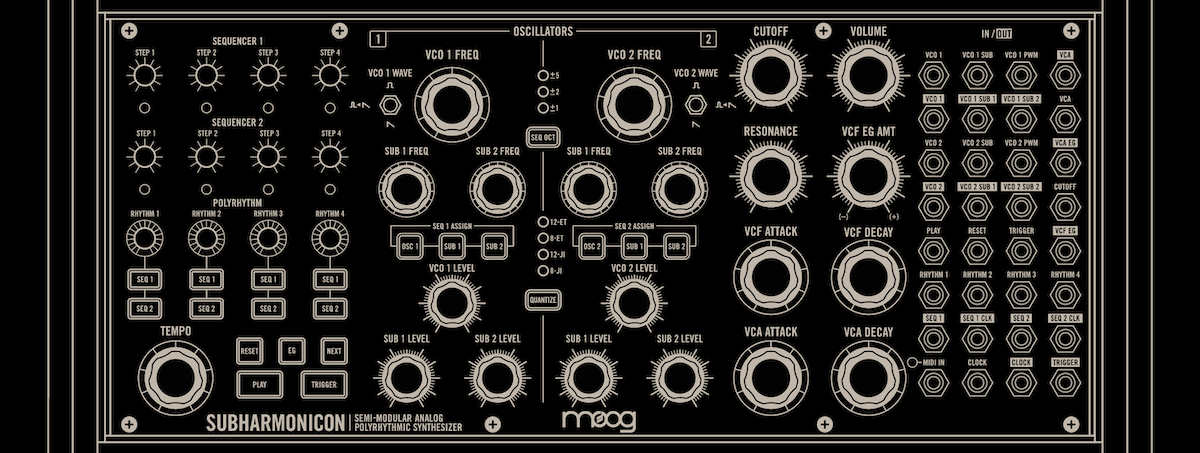 SEQUENCER 1
STEP 1 STEP 2 STEP 3 STEP 4
SEQUENCER 2
STEP 1 STEP 2 STEP 3 STEP 4
POLYRHYTHM
RHYTHM 1 RHYTHM 2 RHYTHM 3 RHYTHM 4
SEQ 1 SEQ 1 SEQ 1 SEQ 1
SEQ 2 SEQ 2 SEQ 2 SEQ 2
TEMPO
RESET EG NEXT
PLAY TRIGGER
SUBHARMONICON
SEMI-MODULAR ANALOG
POLYRHYTHMIC SYNTHESIZER
1 OSCILLATORS 2
VCO 1 FREQ VCO 2 FREQ
VCO 1 WAVE VCO 2 WAVE
±5
±2
±1
SEQ OCT
SUB 1 FREQ SUB 2 FREQ SUB 1 FREQ SUB 2 FREQ
12-ET
8-ET
12-JI
8-JI
SEQ 1 ASSIGN SEQ 2 ASSIGN
OSC 1 SUB 1 SUB 2 OSC 2 SUB 1 SUB 2
VCO 1 LEVEL VCO 2 LEVEL
QUANTIZE
SUB 1 LEVEL SUB 2 LEVEL SUB 1 LEVEL SUB 2 LEVEL
moog
CUTOFF VOLUME
RESONANCE VCF EG AMT
(−) (+)
VCF ATTACK VCF DECAY
VCA ATTACK VCA DECAY
IN / OUT
VCO 1 VCO 1 SUB VCO 1 PWM VCA
VCO 1 VCO 1 SUB 1 VCO 1 SUB 2 VCA
VCO 2 VCO 2 SUB VCO 2 PWM VCA EG
VCO 2 VCO 2 SUB 1 VCO 2 SUB 2 CUTOFF
PLAY RESET TRIGGER VCF EG
RHYTHM 1 RHYTHM 2 RHYTHM 3 RHYTHM 4
SEQ 1 SEQ 1 CLK SEQ 2 SEQ 2 CLK
MIDI IN CLOCK CLOCK TRIGGER